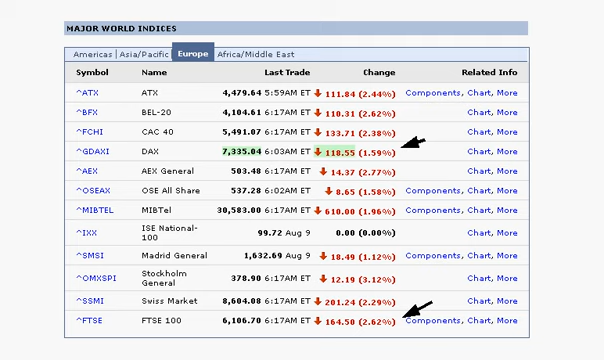 MAJOR WORLD INDICES
Americas | Asia/Pacific Europe Africa/Middle East
Symbol Name Last Trade Change Related Info
^ATX ATX 4,479.64 5:59AM ET 111.84 (2.44%) Components, Chart, More
^BFX BEL-20 4,104.61 6:17AM ET 110.31 (2.62%) Components, Chart, More
^FCHI CAC 40 5,491.07 6:17AM ET 133.71 (2.38%) Components, Chart, More
^GDAXI DAX 7,335.04 6:03AM ET 118.55 (1.59%) Components, Chart, More
^AEX AEX General 503.48 6:17AM ET 14.37 (2.77%) Components, Chart, More
^OSEAX OSE All Share 537.28 6:02AM ET 8.65 (1.58%) Components, Chart, More
^MIBTEL MIBTel 30,583.00 6:17AM ET 610.00 (1.96%) Components, Chart, More
^IXX ISE National-
100 99.72 Aug 9 0.00 (0.00%) Chart, More
^SMSI Madrid General 1,632.69 Aug 9 18.49 (1.12%) Components, Chart, More
^OMXSPI Stockholm
General 378.90 6:17AM ET 12.19 (3.12%) Chart, More
^SSMI Swiss Market 8,604.08 6:17AM ET 201.24 (2.29%) Chart, More
^FTSE FTSE 100 6,106.70 6:17AM ET 164.50 (2.62%) Components, Chart, More